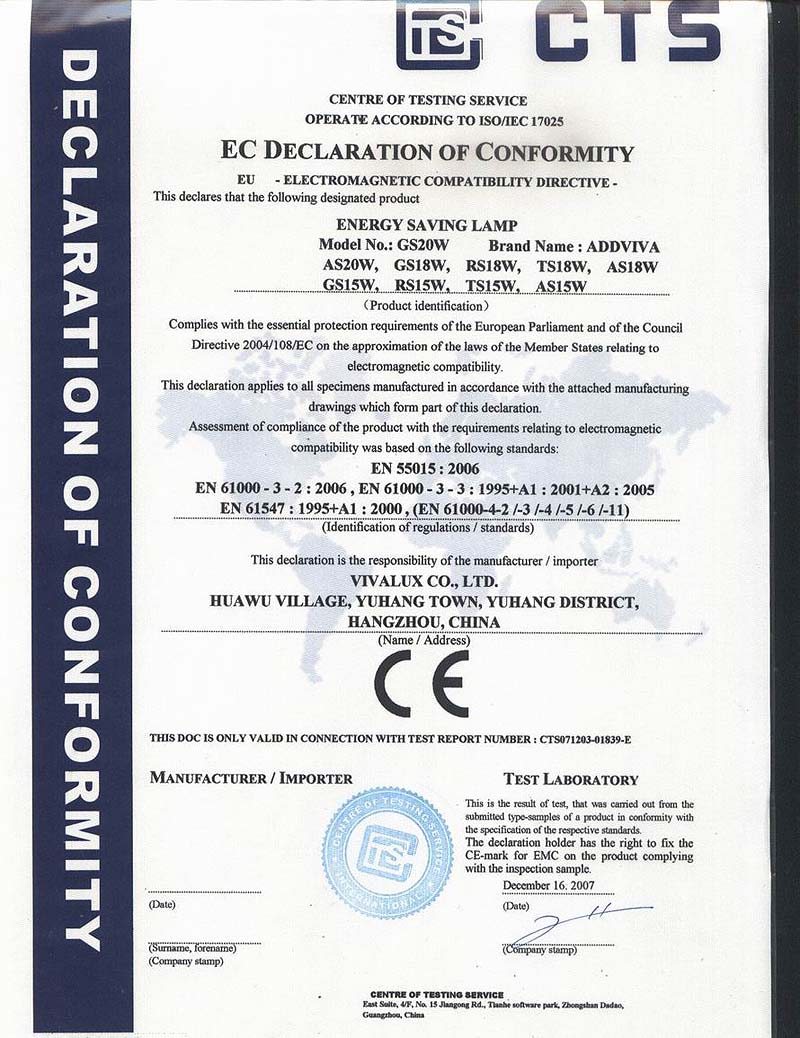 DECLARATION OF CONFORMITY
CTS CTS
CENTRE OF TESTING SERVICE
OPERATE ACCORDING TO ISO/IEC 17025
EC DECLARATION OF CONFORMITY
EU - ELECTROMAGNETIC COMPATIBILITY DIRECTIVE -
This declares that the following designated product
ENERGY SAVING LAMP
Model No.: GS20W Brand Name : ADDVIVA
AS20W, GS18W, RS18W, TS18W, AS18W
GS15W, RS15W, TS15W, AS15W
(Product identification)
Complies with the essential protection requirements of the European Parliament and of the Council
Directive 2004/108/EC on the approximation of the laws of the Member States relating to
electromagnetic compatibility.
This declaration applies to all specimens manufactured in accordance with the attached manufacturing
drawings which form part of this declaration.
Assessment of compliance of the product with the requirements relating to electromagnetic
compatibility was based on the following standards:
EN 55015 : 2006
EN 61000 - 3 - 2 : 2006 , EN 61000 - 3 - 3 : 1995+A1 : 2001+A2 : 2005
EN 61547 : 1995+A1 : 2000 , (EN 61000-4-2 /-3 /-4 /-5 /-6 /-11)
(Identification of regulations / standards)
This declaration is the responsibility of the manufacturer / importer
VIVALUX CO., LTD.
HUAWU VILLAGE, YUHANG TOWN, YUHANG DISTRICT,
HANGZHOU, CHINA
(Name / Address)
CE
THIS DOC IS ONLY VALID IN CONNECTION WITH TEST REPORT NUMBER : CTS071203-01839-E
MANUFACTURER / IMPORTER
TEST LABORATORY
This is the result of test, that was carried out from the
submitted type-samples of a product in conformity with
the specification of the respective standards.
The declaration holder has the right to fix the
CE-mark for EMC on the product complying
with the inspection sample.
CENTRE OF TESTING SERVICE
CTS
INTERNATIONAL
December 16. 2007
(Date)
(Date)
(Surname, forename)
(Company stamp)
(Company stamp)
CENTRE OF TESTING SERVICE
East Suite, 4/F, No. 15 Jiangong Rd., Tianhe software park, Zhongshan Dadao,
Guangzhou, China